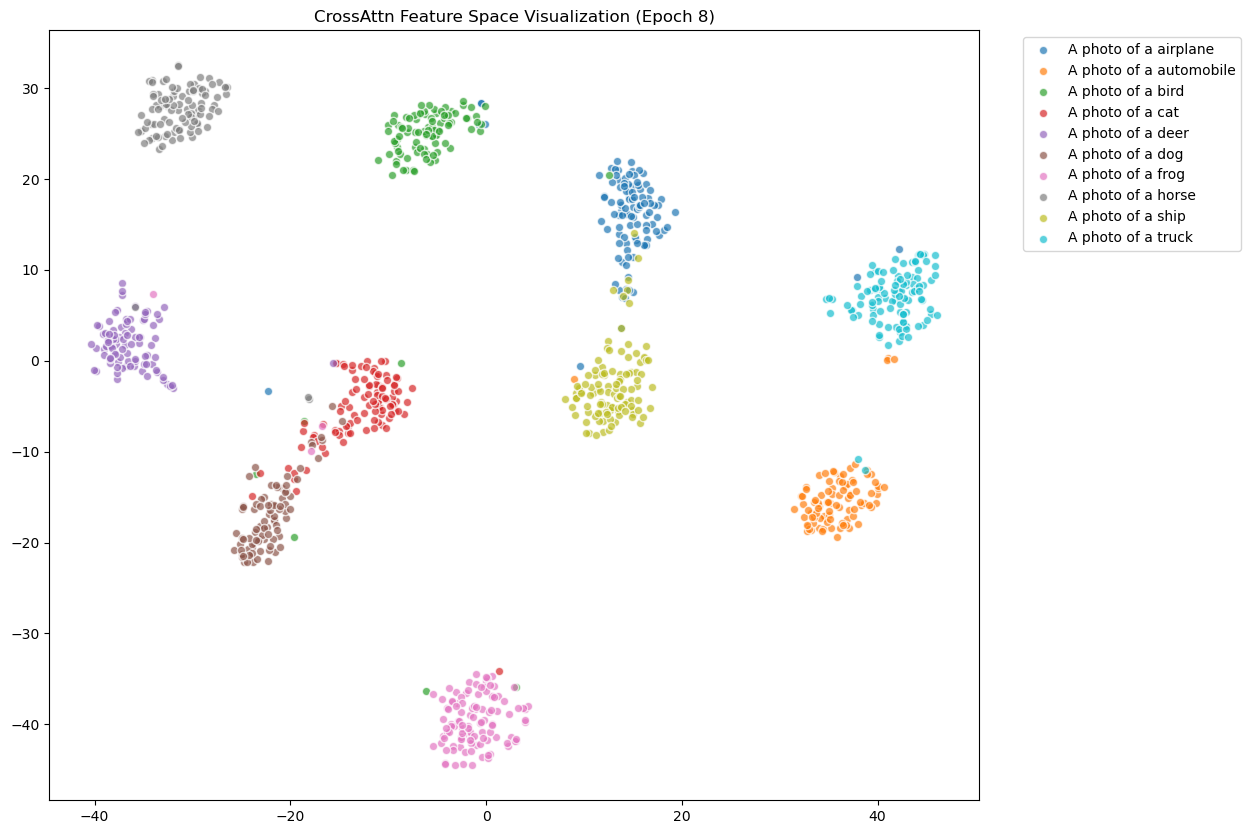 CrossAttn Feature Space Visualization (Epoch 8)
A photo of a airplane
A photo of a automobile
A photo of a bird
A photo of a cat
A photo of a deer
A photo of a dog
A photo of a frog
A photo of a horse
A photo of a ship
A photo of a truck
30
20
10
0
−10
−20
−30
−40
−40
−20
0
20
40